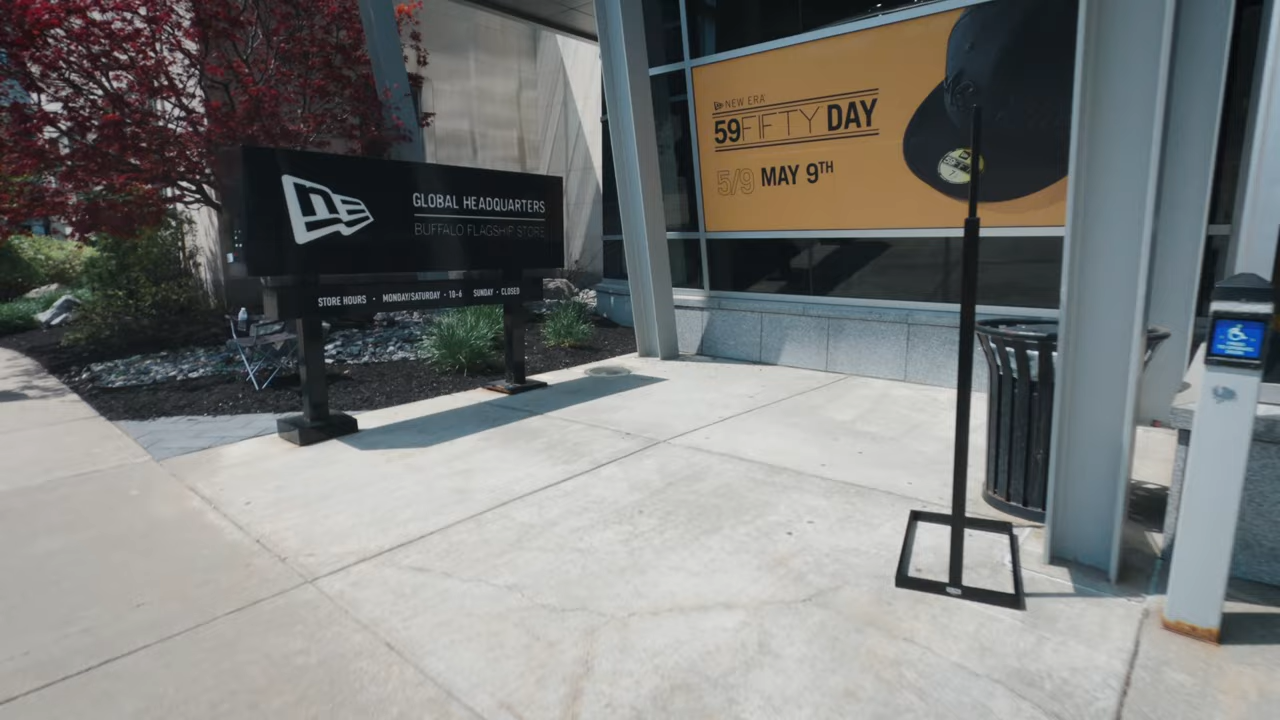 NEW ERA
59FIFTY DAY
5/9 MAY 9TH
NE
GLOBAL HEADQUARTERS
BUFFALO FLAGSHIP STORE
STORE HOURS • MONDAY/SATURDAY • 10-6 SUNDAY • CLOSED